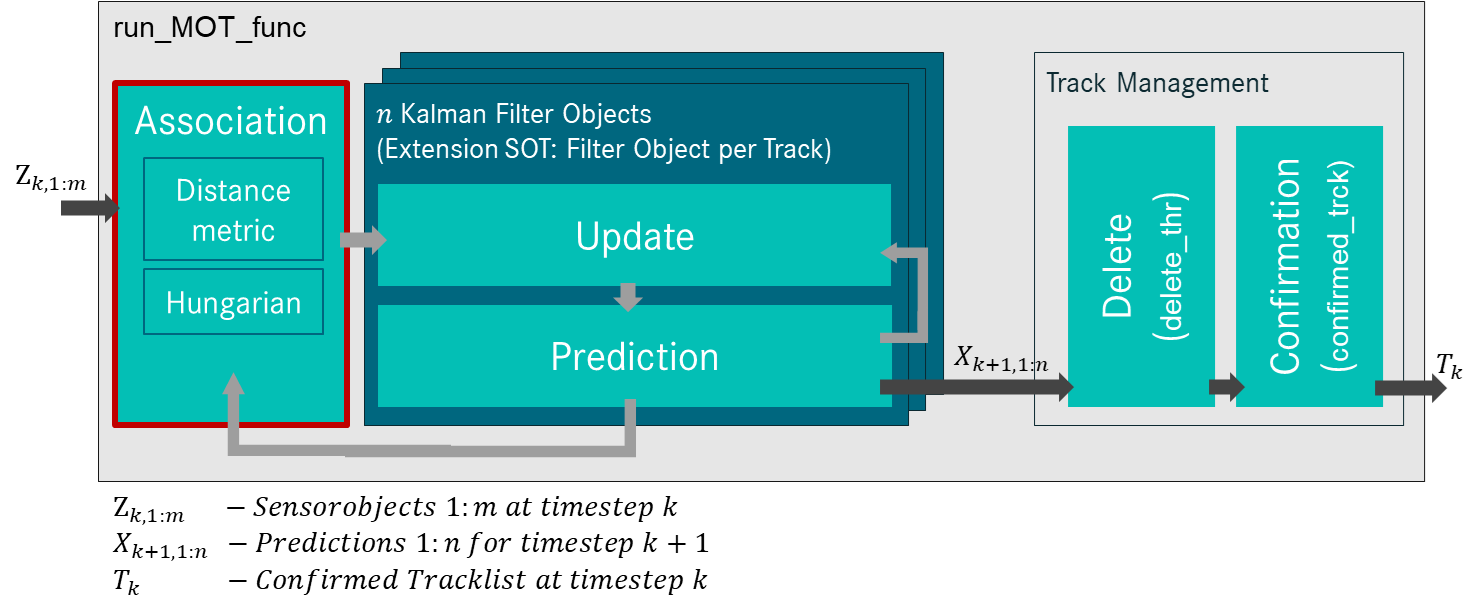 run_MOT_func
Association
Distance
metric
Hungarian
Z_{k,1:m}
n Kalman Filter Objects
(Extension SOT: Filter Object per Track)
Update
Prediction
X_{k+1,1:n}
Track Management
Delete
(delete_thr)
Confirmation
(confirmed_trck)
T_k
Z_{k,1:m} – Sensorobjects 1:m at timestep k
X_{k+1,1:n} – Predictions 1:n for timestep k + 1
T_k – Confirmed Tracklist at timestep k